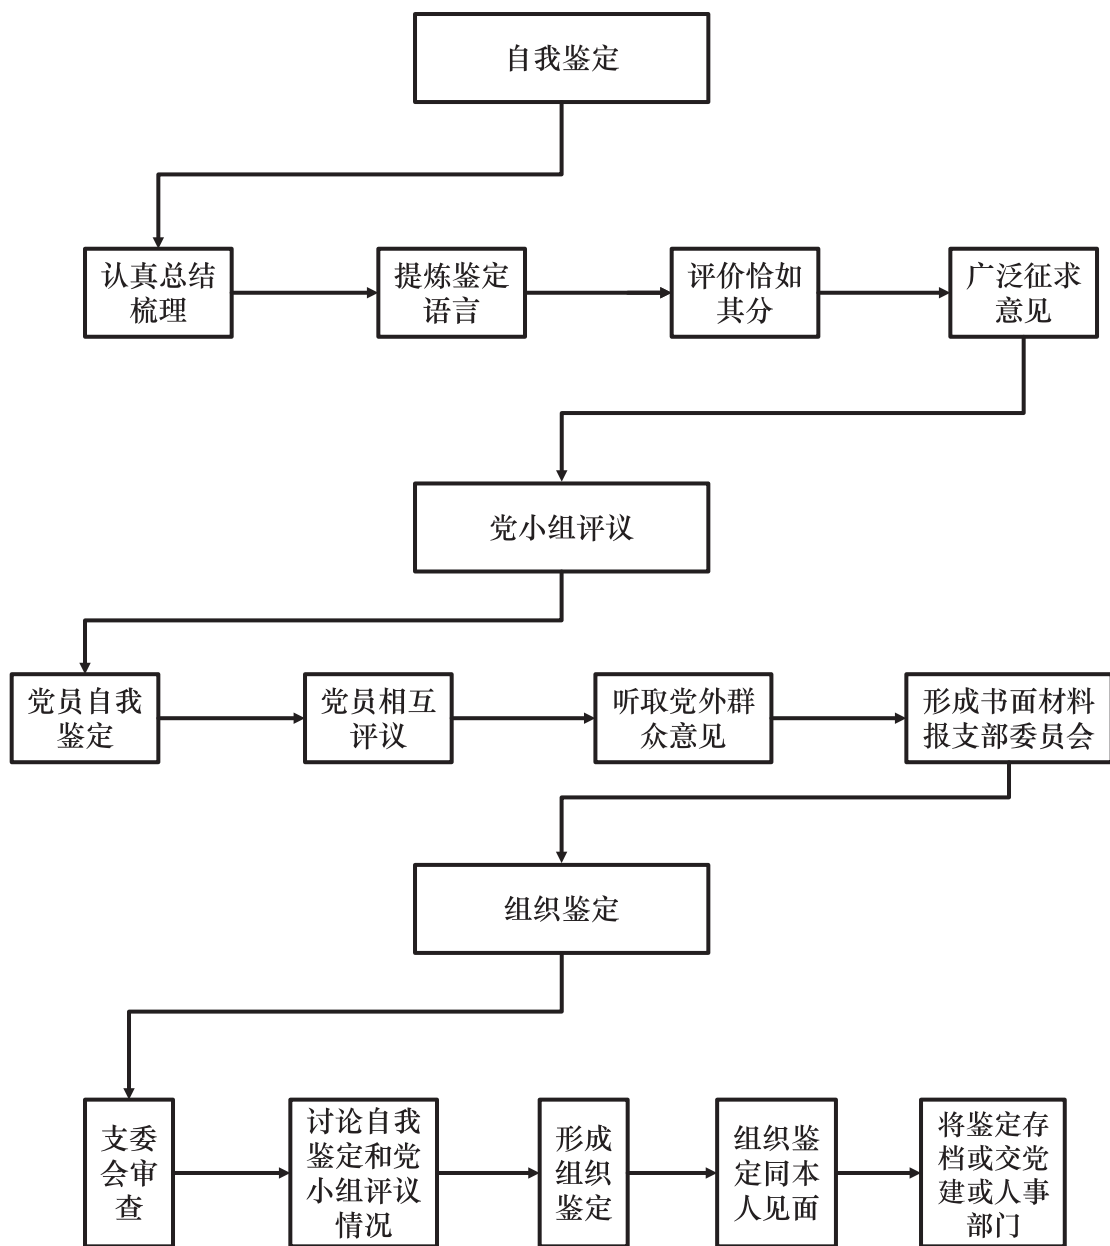 自我鉴定
认真总结
梳理
提炼鉴定
语言
评价恰如
其分
广泛征求
意见
党小组评议
党员自我
鉴定
党员相互
评议
听取党外群
众意见
形成书面材料
报支部委员会
组织鉴定
支委
会审
查
讨论自我
鉴定和党
小组评议
情况
形成
组织
鉴定
组织鉴
定同本
人见面
将鉴定存
档或交党
建或人事
部门